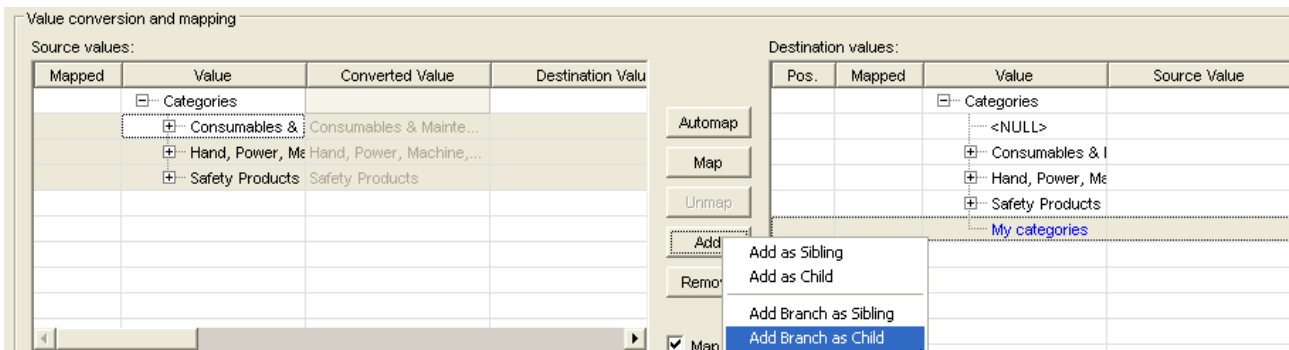 Value conversion and mapping
Source values:
Destination values:
Mapped Value Converted Value Destination Valu
Pos. Mapped Value Source Value
Categories
Consumables & Consumables & Mainte...
Hand, Power, Ma Hand, Power, Machine,...
Safety Products Safety Products
Automap
Map
Unmap
Add
Remov
Map
Add as Sibling
Add as Child
Add Branch as Sibling
Add Branch as Child
Categories
<NULL>
Consumables &
Hand, Power, Ma
Safety Products
My categories